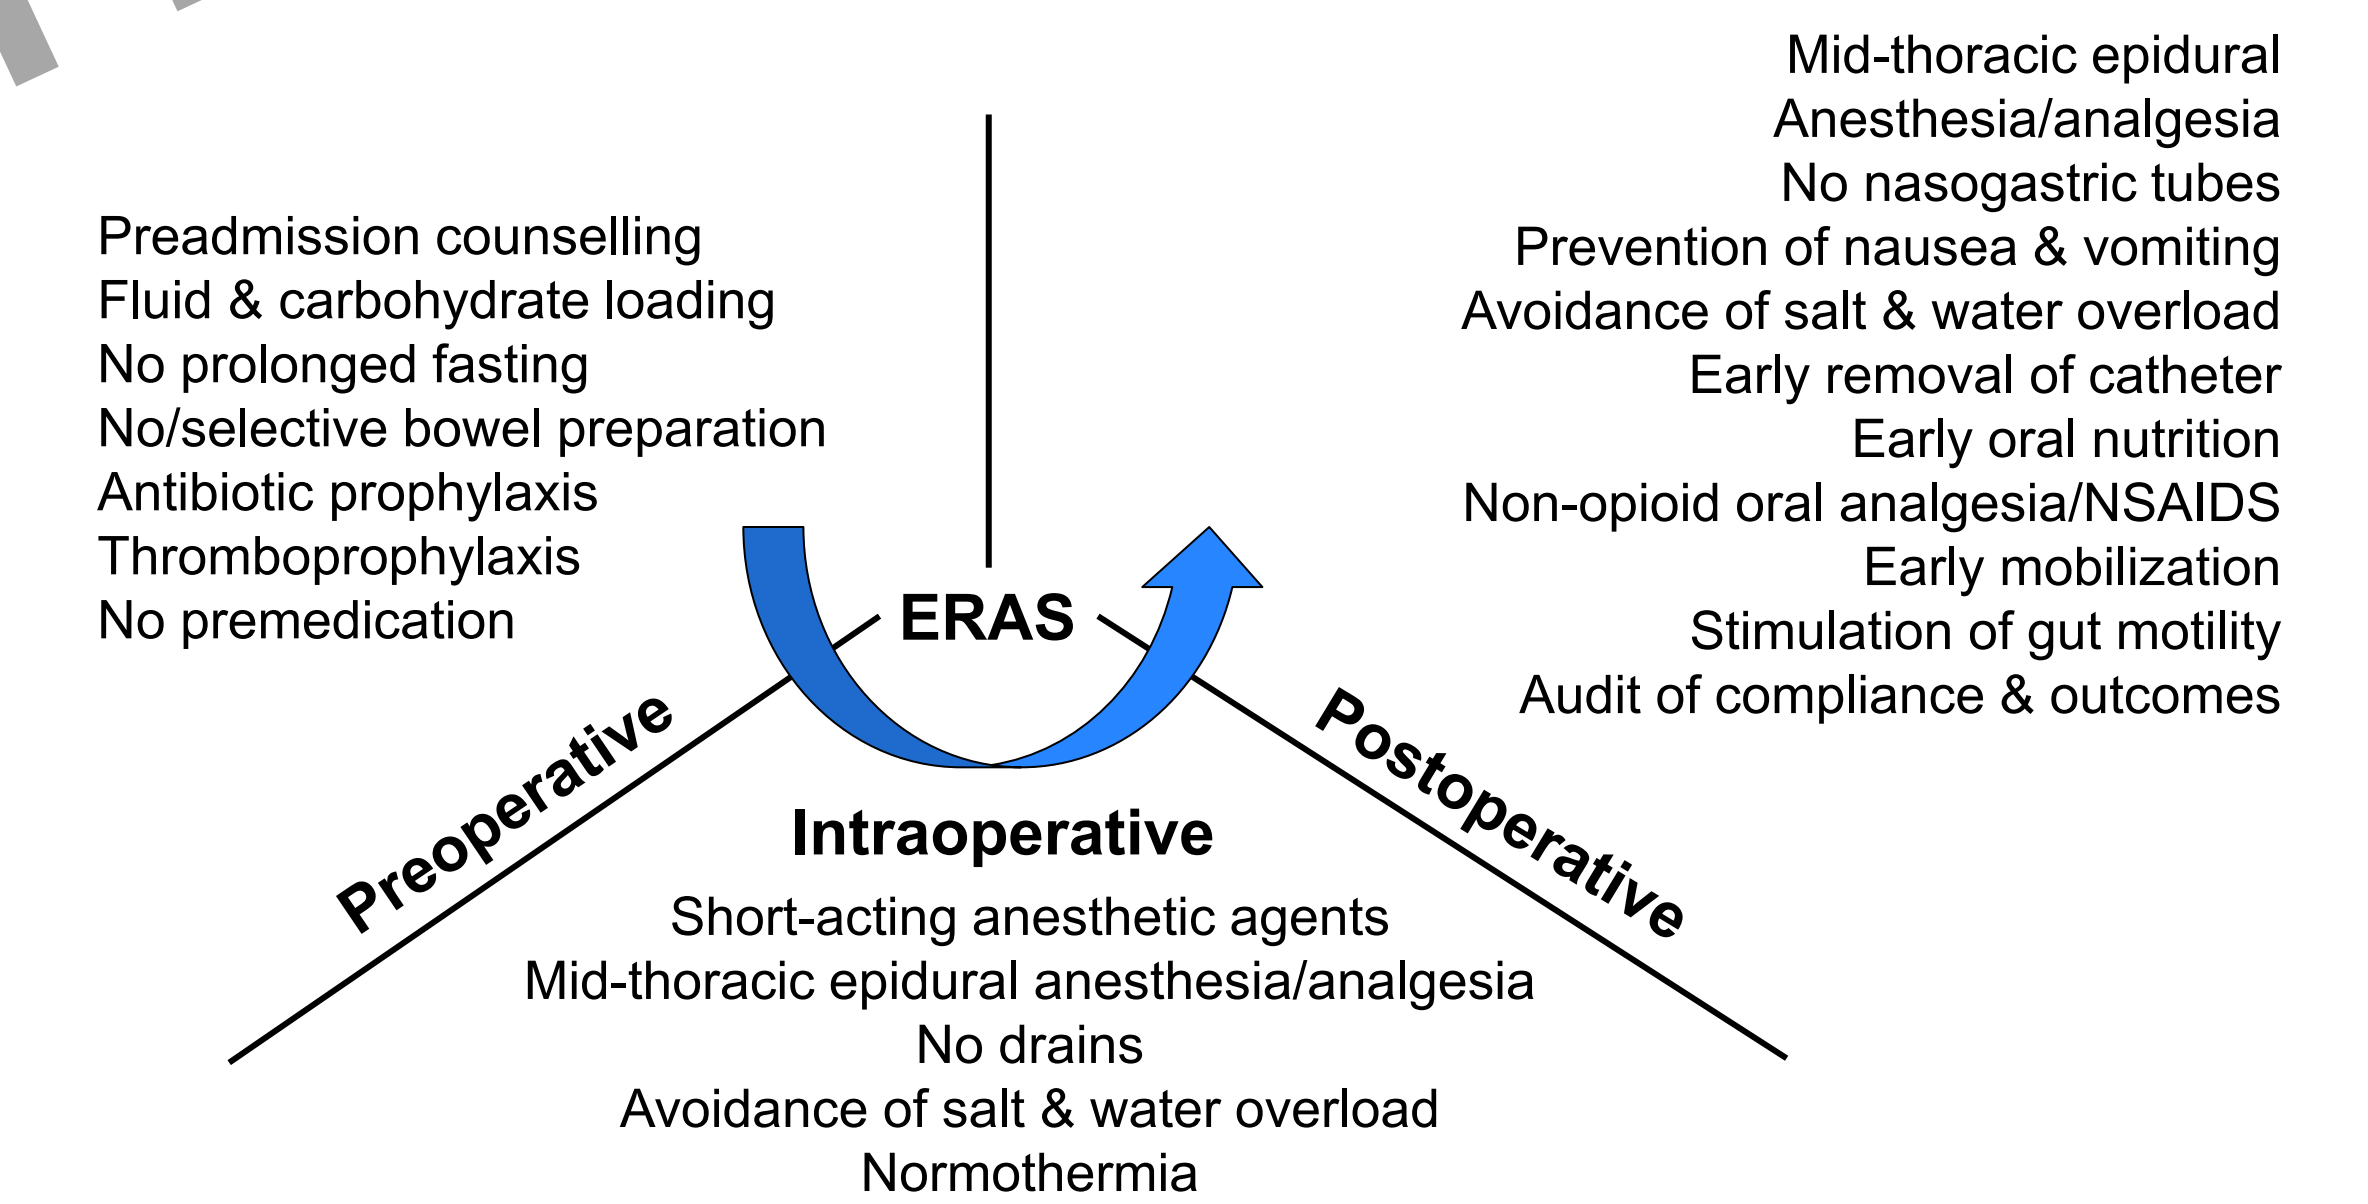 Preadmission counselling
Fluid & carbohydrate loading
No prolonged fasting
No/selective bowel preparation
Antibiotic prophylaxis
Thromboprophylaxis
No premedication
Preoperative
ERAS
Intraoperative
Short-acting anesthetic agents
Mid-thoracic epidural anesthesia/analgesia
No drains
Avoidance of salt & water overload
Normothermia
Mid-thoracic epidural
Anesthesia/analgesia
No nasogastric tubes
Prevention of nausea & vomiting
Avoidance of salt & water overload
Early removal of catheter
Early oral nutrition
Non-opioid oral analgesia/NSAIDS
Early mobilization
Stimulation of gut motility
Audit of compliance & outcomes
Postoperative